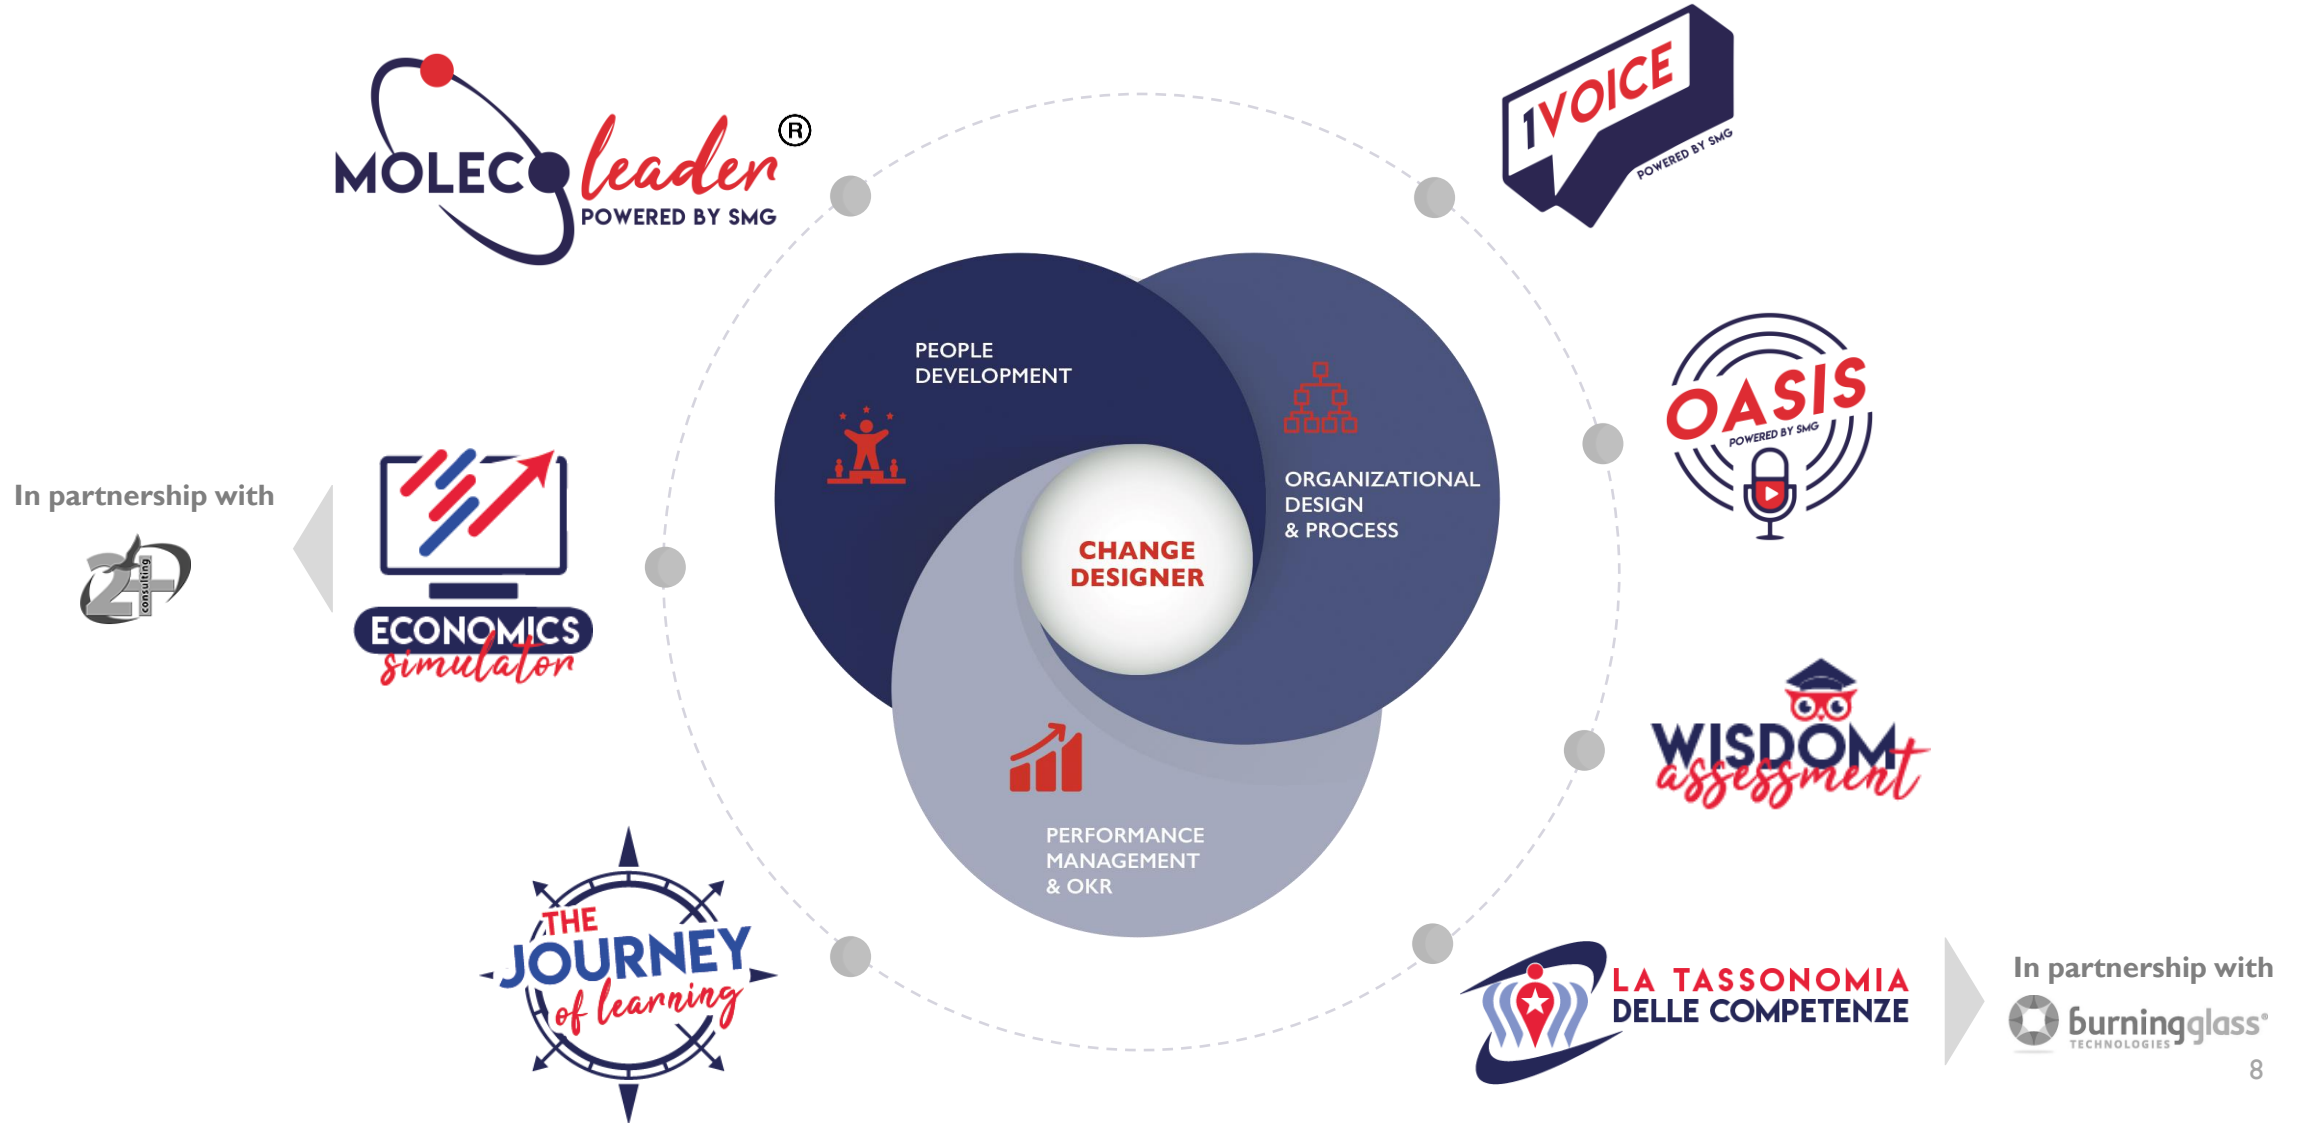 MOLECOleader®
POWERED BY SMG
1VOICE
POWERED BY SMG
PEOPLE
DEVELOPMENT
ORGANIZATIONAL
DESIGN
& PROCESS
CHANGE
DESIGNER
PERFORMANCE
MANAGEMENT
& OKR
OASIS
POWERED BY SMG
In partnership with
2+
consulting
ECONOMICS
simulator
WISDOM
assessment
THE
JOURNEY
of learning
LA TASSONOMIA
DELLE COMPETENZE
In partnership with
burningglass®
TECHNOLOGIES
8